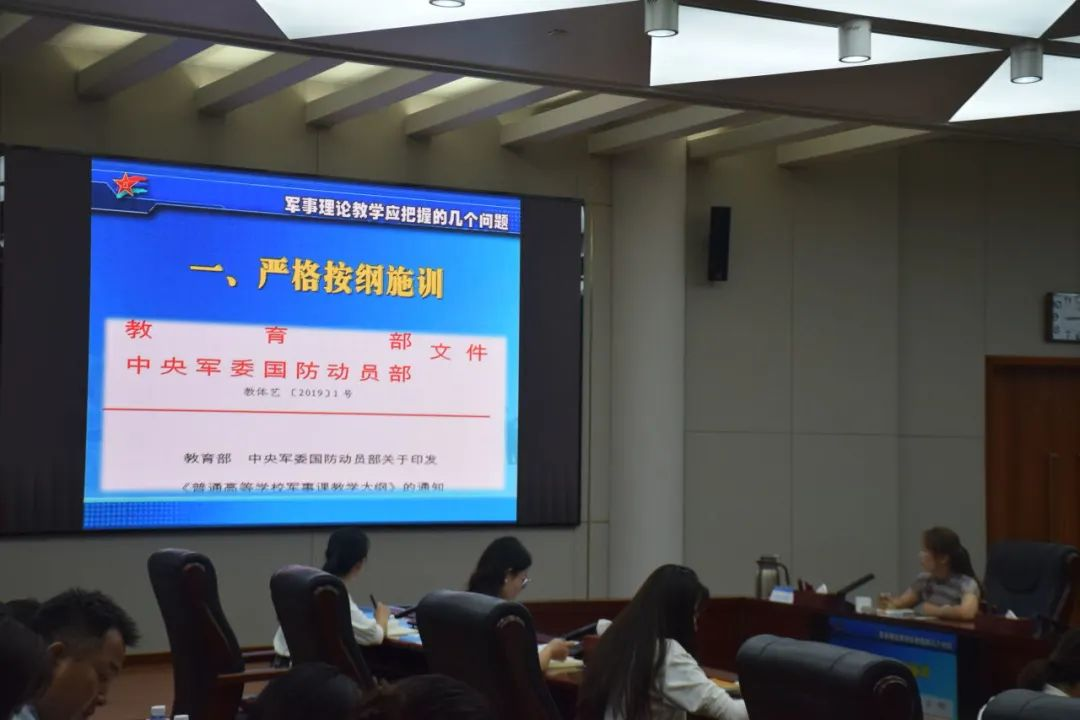 军事理论教学应把握的几个问题
一、严格按纲施训
教育部
中央军委国防动员部
文件
教体艺〔2019〕1号
教育部 中央军委国防动员部关于印发
《普通高等学校军事课教学大纲》的通知